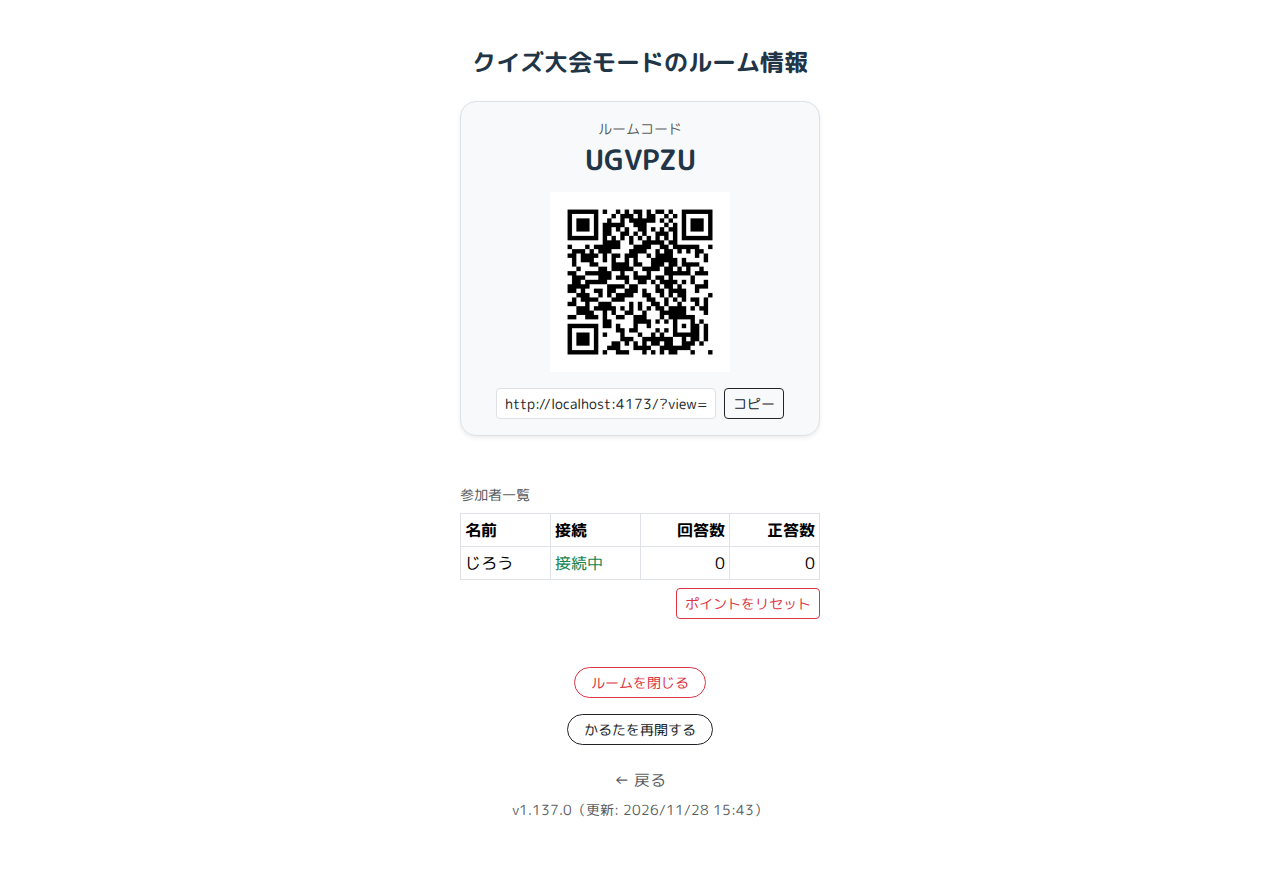 クイズ大会モードのルーム情報
ルームコード
UGVPZU
http://localhost:4173/?view= コピー
参加者一覧
名前 接続 回答数 正答数
じろう 接続中 0 0
ポイントをリセット
ルームを閉じる
かるたを再開する
← 戻る
v1.137.0（更新: 2026/11/28 15:43）